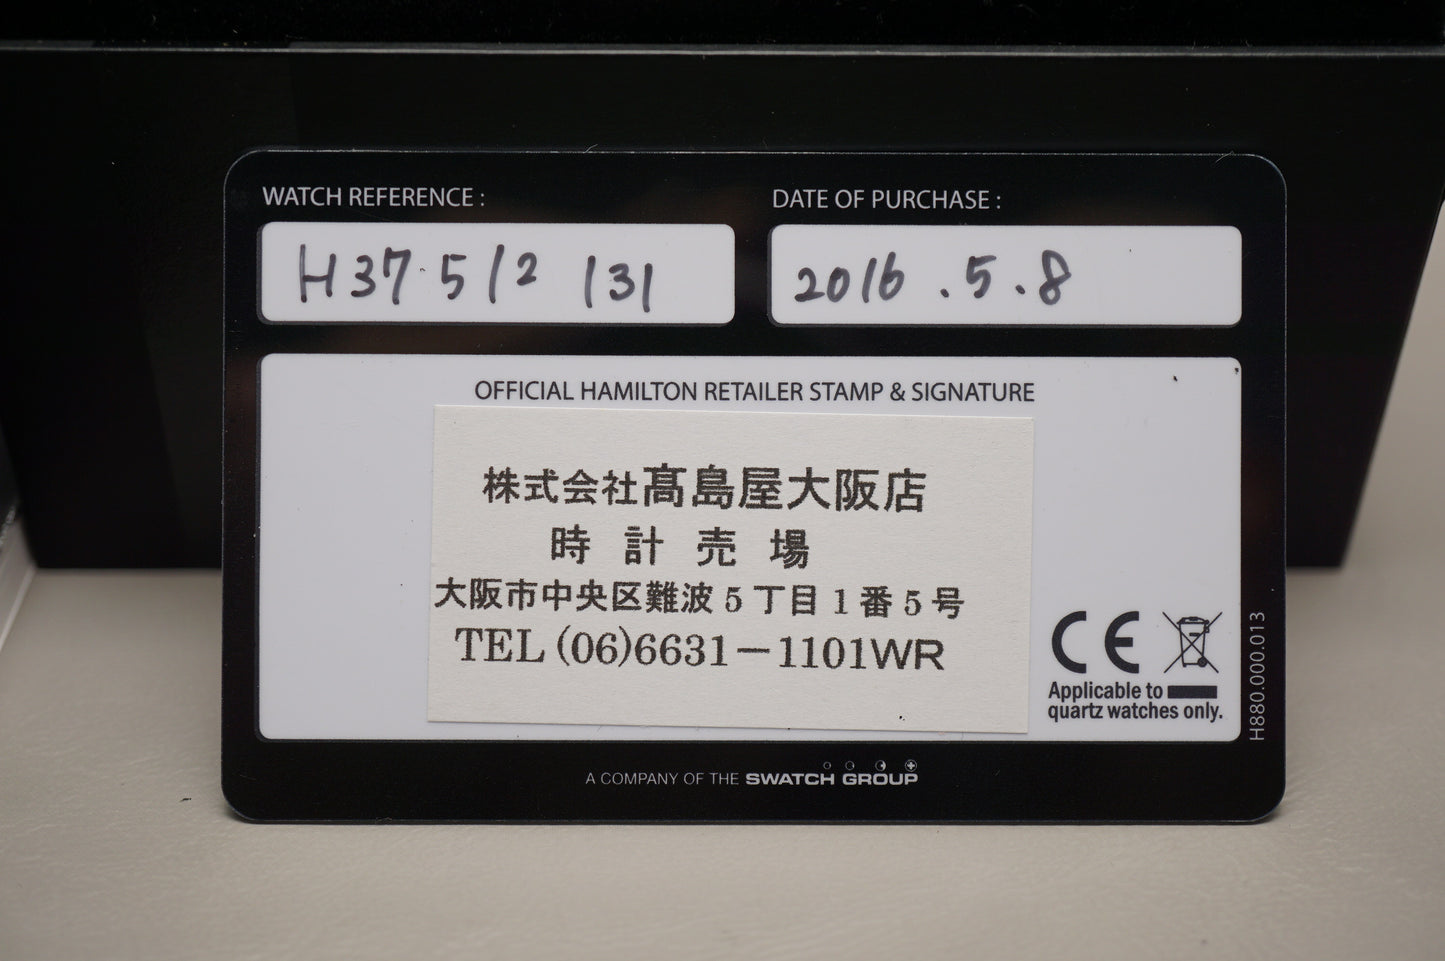 WATCH REFERENCE :
DATE OF PURCHASE :
H37.512 131
2016.5.8
OFFICIAL HAMILTON RETAILER STAMP & SIGNATURE
株式会社髙島屋大阪店
時計売場
大阪市中央区難波5丁目1番5号
TEL(06)6631-1101WR
CE
Applicable to
quartz watches only.
H880.000.013
A COMPANY OF THE SWATCH GROUP